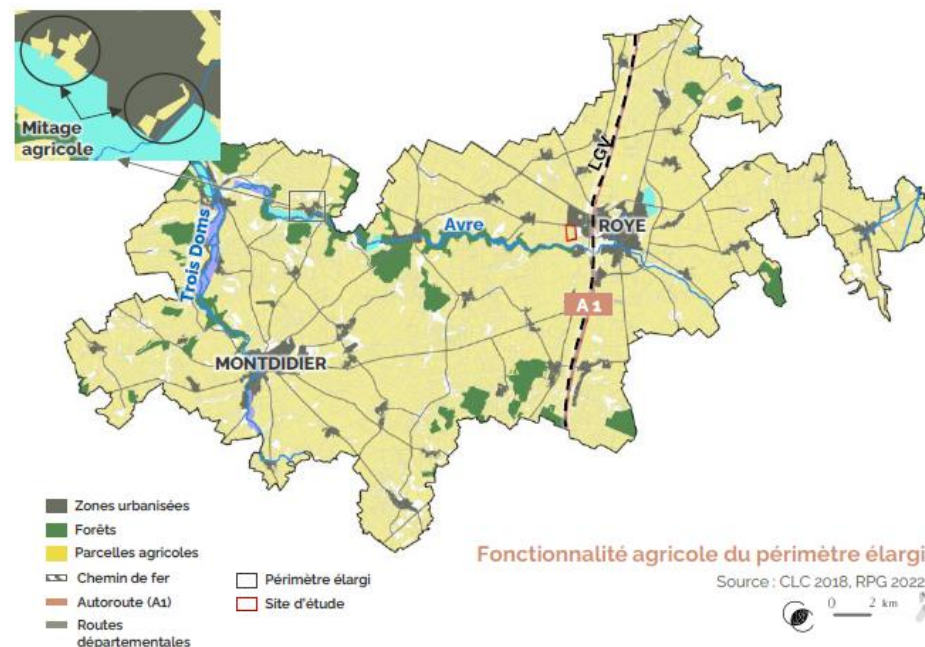 Mitage
agricole
LGV
Avre
ROYE
Trois Doms
A 1
MONTDIDIER
Zones urbanisées
Forêts
Parcelles agricoles
Chemin de fer
Autoroute (A1)
Routes
départementales
Périmètre élargi
Site d'étude
Fonctionnalité agricole du périmètre élargi
Source : CLC 2018, RPG 2022
0 2 km
N